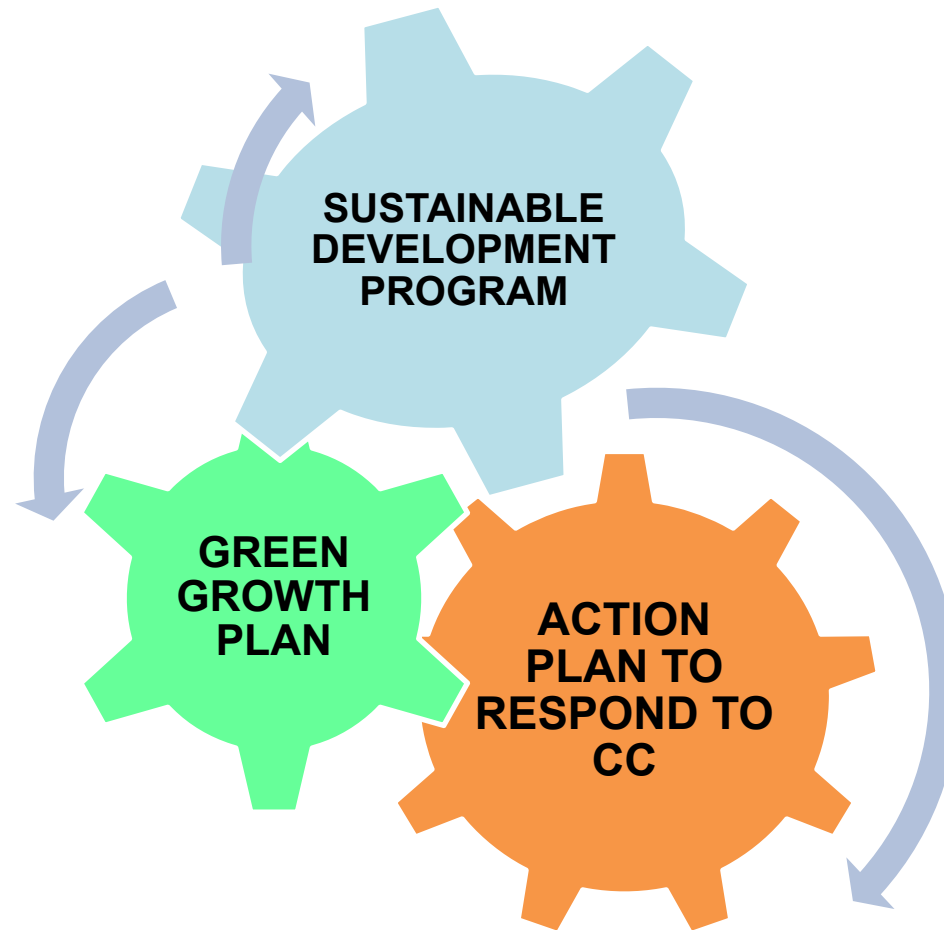 SUSTAINABLE
DEVELOPMENT
PROGRAM
GREEN
GROWTH
PLAN
ACTION
PLAN TO
RESPOND TO
CC